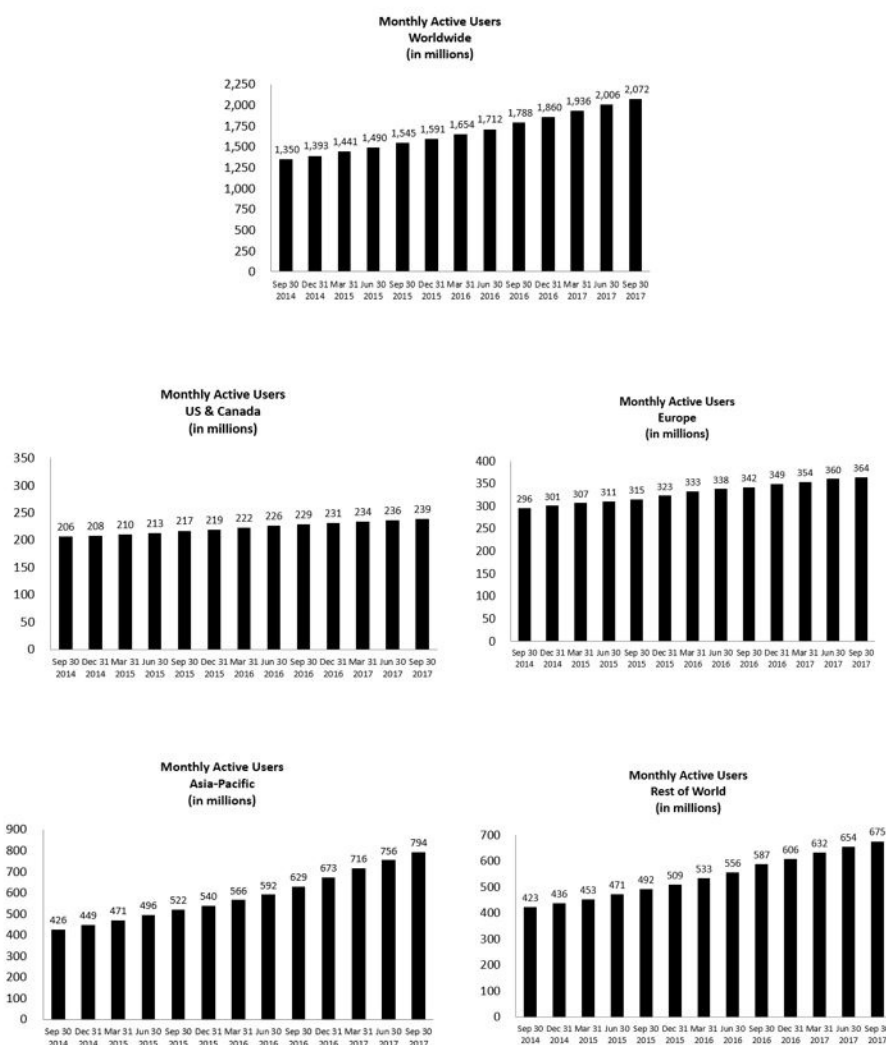 Monthly Active Users
Worldwide
(in millions)
2,250
2,000
1,750
1,500
1,250
1,000
750
500
250
0
1,350 1,393 1,441 1,490 1,545 1,591 1,654 1,712 1,788 1,860 1,936 2,006 2,072
Sep 30 Dec 31 Mar 31 Jun 30 Sep 30 Dec 31 Mar 31 Jun 30 Sep 30 Dec 31 Mar 31 Jun 30 Sep 30
2014 2014 2015 2015 2015 2015 2016 2016 2016 2016 2017 2017 2017
Monthly Active Users
US & Canada
(in millions)
350
300
250
200
150
100
50
0
206 208 210 213 217 219 222 226 229 231 234 236 239
Sep 30 Dec 31 Mar 31 Jun 30 Sep 30 Dec 31 Mar 31 Jun 30 Sep 30 Dec 31 Mar 31 Jun 30 Sep 30
2014 2014 2015 2015 2015 2015 2016 2016 2016 2016 2017 2017 2017
Monthly Active Users
Europe
(in millions)
400
350
300
250
200
150
100
50
0
296 301 307 311 315 323 333 338 342 349 354 360 364
Sep 30 Dec 31 Mar 31 Jun 30 Sep 30 Dec 31 Mar 31 Jun 30 Sep 30 Dec 31 Mar 31 Jun 30 Sep 30
2014 2014 2015 2015 2015 2015 2016 2016 2016 2016 2017 2017 2017
Monthly Active Users
Asia-Pacific
(in millions)
900
800
700
600
500
400
300
200
100
0
426 449 471 496 522 540 566 592 629 673 716 756 794
Sep 30 Dec 31 Mar 31 Jun 30 Sep 30 Dec 31 Mar 31 Jun 30 Sep 30 Dec 31 Mar 31 Jun 30 Sep 30
2014 2014 2015 2015 2015 2015 2016 2016 2016 2016 2017 2017 2017
Monthly Active Users
Rest of World
(in millions)
700
600
500
400
300
200
100
0
423 436 453 471 492 509 533 556 587 606 632 654 675
Sep 30 Dec 31 Mar 31 Jun 30 Sep 30 Dec 31 Mar 31 Jun 30 Sep 30 Dec 31 Mar 31 Jun 30 Sep 30
2014 2014 2015 2015 2015 2015 2016 2016 2016 2016 2017 2017 2017